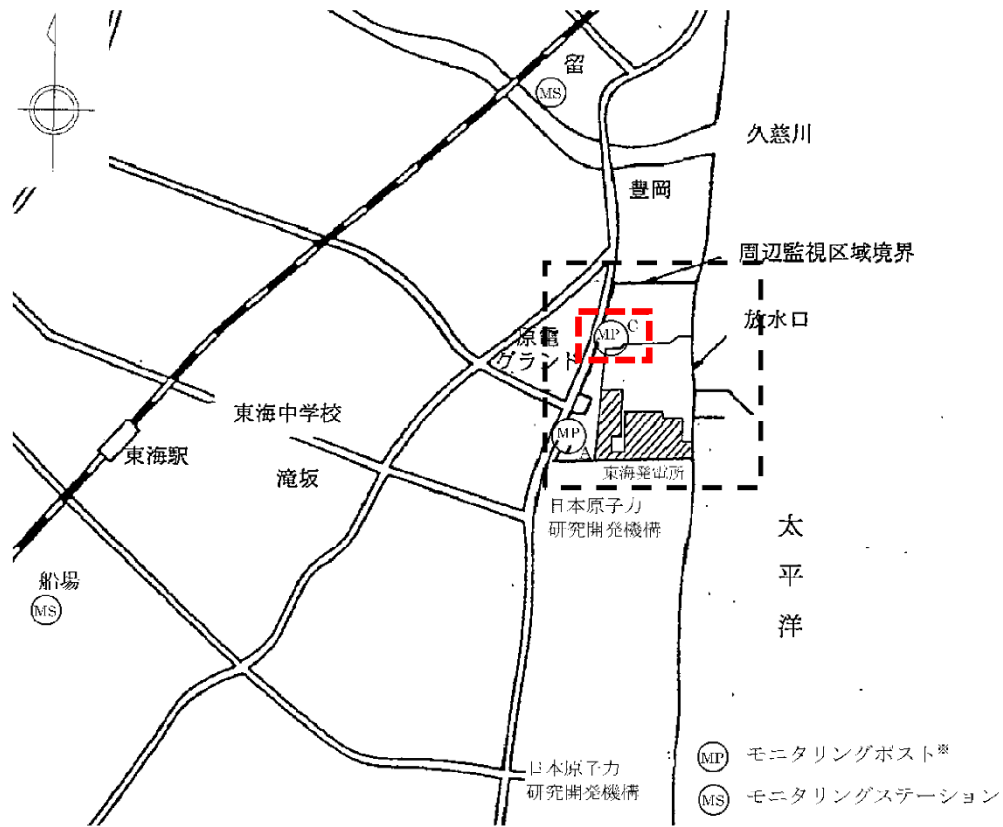 留
MS
久慈川
豊岡
周辺監視区域境界
放水口
MP
C
原電
グランド
東海中学校
MP
A
東海駅
滝坂
東海発電所
日本原子力
研究開発機構
太
平
洋
船場
MS
日本原子力
研究開発機構
MP モニタリングポスト※
MS モニタリングステーション